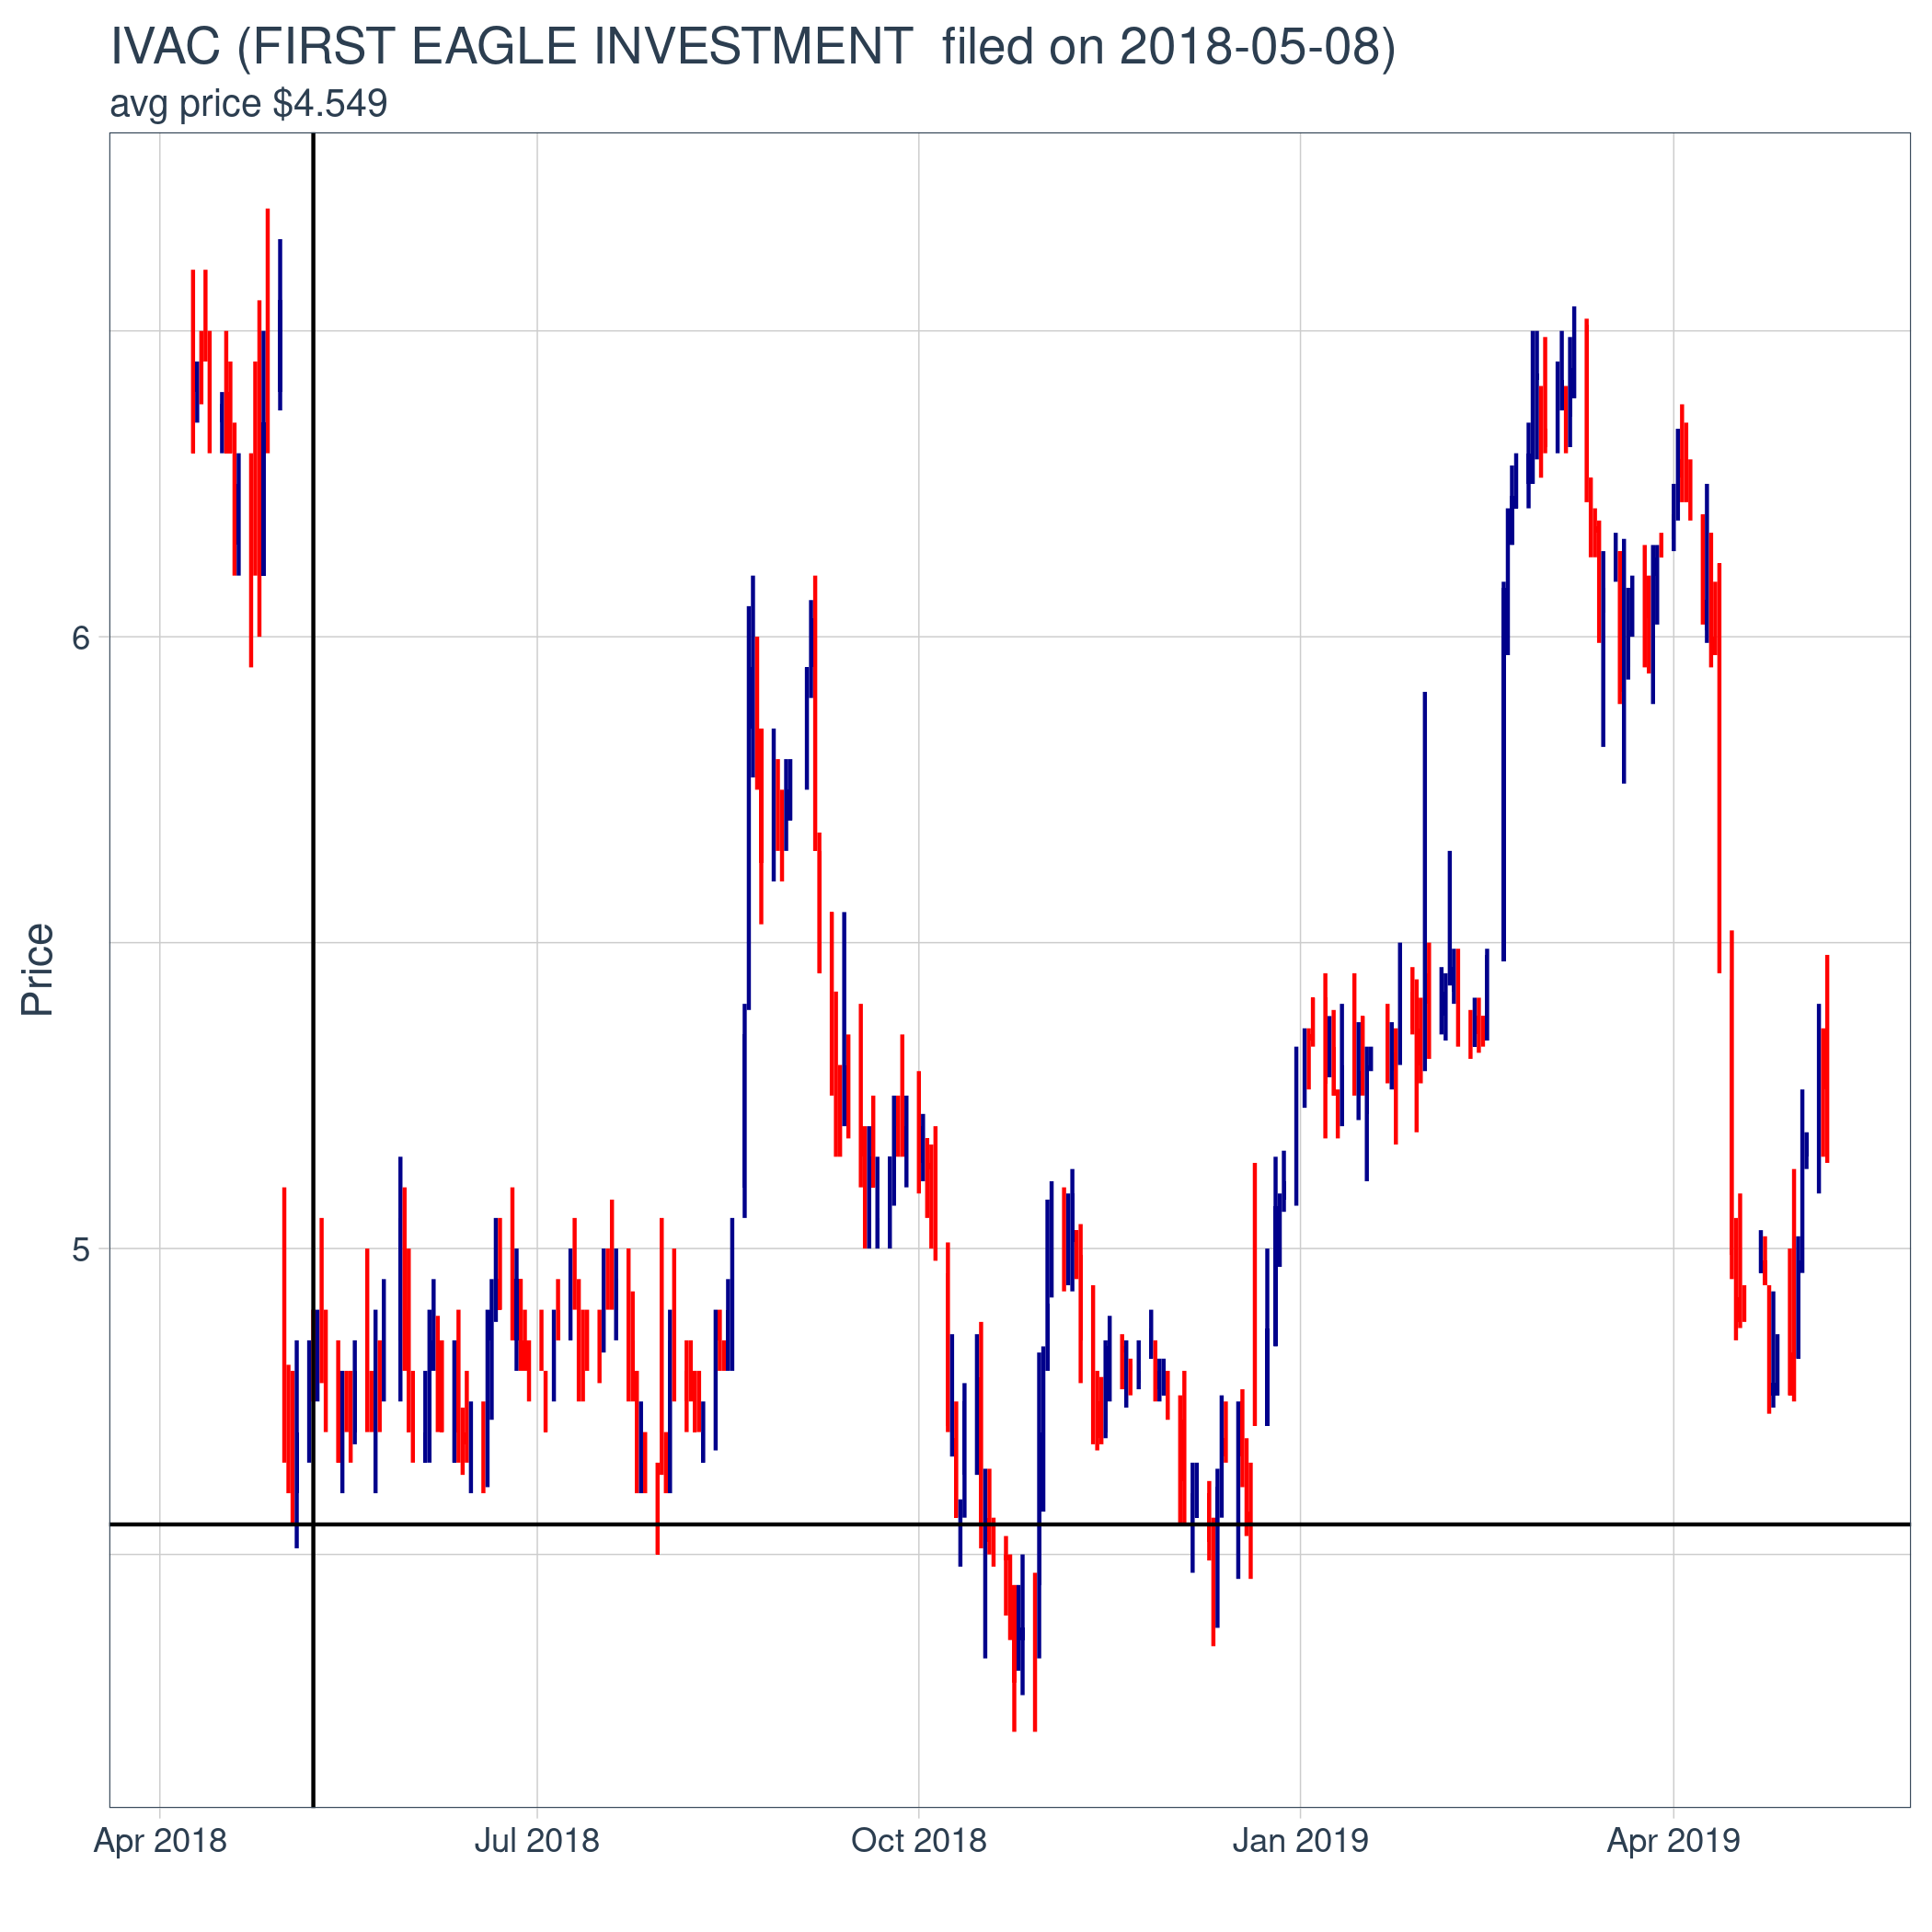 IVAC (FIRST EAGLE INVESTMENT  filed on 2018-05-08)
avg price $4.549
6
5
Price
Apr 2018
Jul 2018
Oct 2018
Jan 2019
Apr 2019